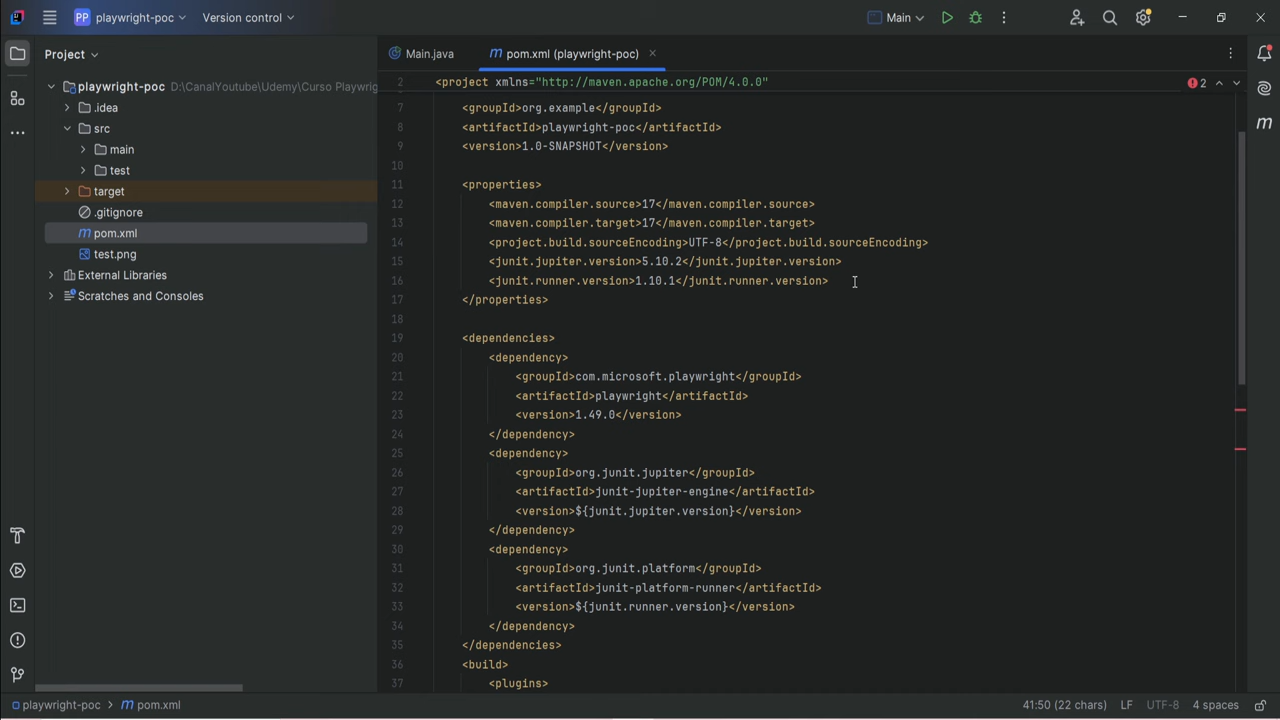 PP playwright-poc Version control Main
Project Main.java pom.xml (playwright-poc)
playwright-poc D:\CanalYoutube\Udemy\Curso Playwrig
.idea
src
main
test
target
.gitignore
pom.xml
test.png
External Libraries
Scratches and Consoles
2 <project xmlns="http://maven.apache.org/POM/4.0.0" 2
7 <groupId>org.example</groupId>
8 <artifactId>playwright-poc</artifactId>
9 <version>1.0-SNAPSHOT</version>
10
11 <properties>
12 <maven.compiler.source>17</maven.compiler.source>
13 <maven.compiler.target>17</maven.compiler.target>
14 <project.build.sourceEncoding>UTF-8</project.build.sourceEncoding>
15 <junit.jupiter.version>5.10.2</junit.jupiter.version>
16 <junit.runner.version>1.10.1</junit.runner.version>
17 </properties>
18
19 <dependencies>
20 <dependency>
21 <groupId>com.microsoft.playwright</groupId>
22 <artifactId>playwright</artifactId>
23 <version>1.49.0</version>
24 </dependency>
25 <dependency>
26 <groupId>org.junit.jupiter</groupId>
27 <artifactId>junit-jupiter-engine</artifactId>
28 <version>${junit.jupiter.version}</version>
29 </dependency>
30 <dependency>
31 <groupId>org.junit.platform</groupId>
32 <artifactId>junit-platform-runner</artifactId>
33 <version>${junit.runner.version}</version>
34 </dependency>
35 </dependencies>
36 <build>
37 <plugins>
playwright-poc > pom.xml 41:50 (22 chars) LF UTF-8 4 spaces